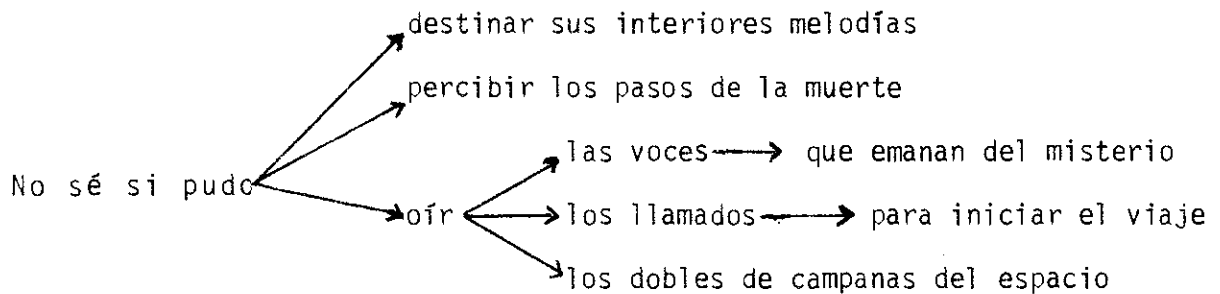 destinar sus interiores melodías
percibir los pasos de la muerte
las voces que emanan del misterio
No sé si pudo
oír los llamados para iniciar el viaje
los dobles de campanas del espacio